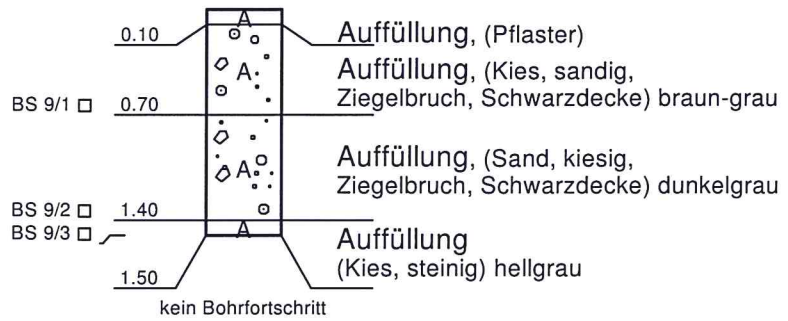 A
0.10 Auffüllung, (Pflaster)
A
Auffüllung, (Kies, sandig,
Ziegelbruch, Schwarzdecke) braun-grau
BS 9/1 0.70
A
Auffüllung, (Sand, kiesig,
Ziegelbruch, Schwarzdecke) dunkelgrau
BS 9/2 1.40
BS 9/3
A
Auffüllung
(Kies, steinig) hellgrau
1.50
kein Bohrfortschritt